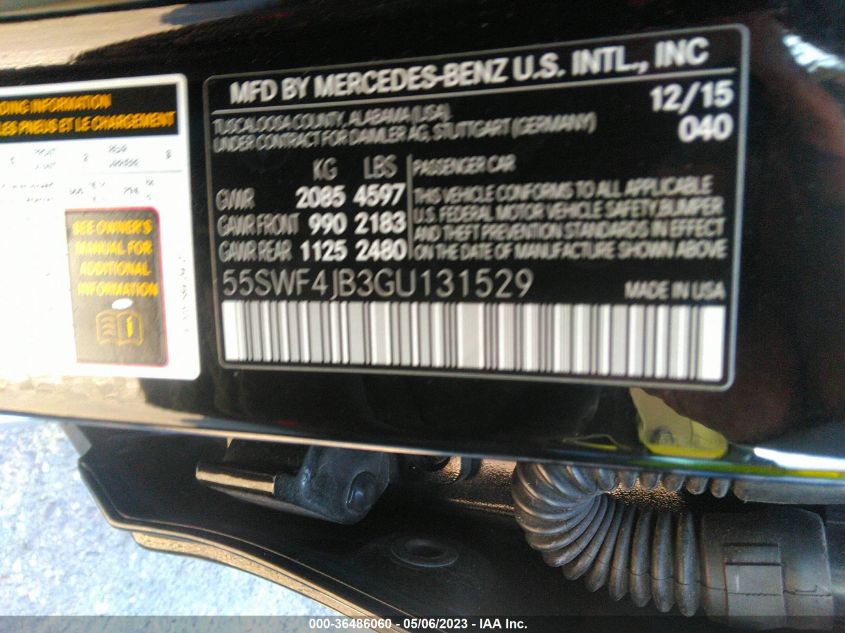 DING INFORMATION
LES PNEUS ET LE CHARGEMENT
SEE OWNER'S
MANUAL FOR
ADDITIONAL
INFORMATION
MFD BY MERCEDES-BENZ U.S. INTL., INC
TUSCALOOSA COUNTY, ALABAMA (USA).
UNDER CONTRACT FOR DAIMLER AG, STUTTGART (GERMANY)
12/15
040
KG LBS
GVWR 2085 4597
GAWR FRONT 990 2183
GAWR REAR 1125 2480
PASSENGER CAR
THIS VEHICLE CONFORMS TO ALL APPLICABLE
U.S. FEDERAL MOTOR VEHICLE SAFETY, BUMPER
AND THEFT PREVENTION STANDARDS IN EFFECT
ON THE DATE OF MANUFACTURE SHOWN ABOVE
55SWF4JB3GU131529
MADE IN USA
000-36486060 - 05/06/2023 - IAA Inc.